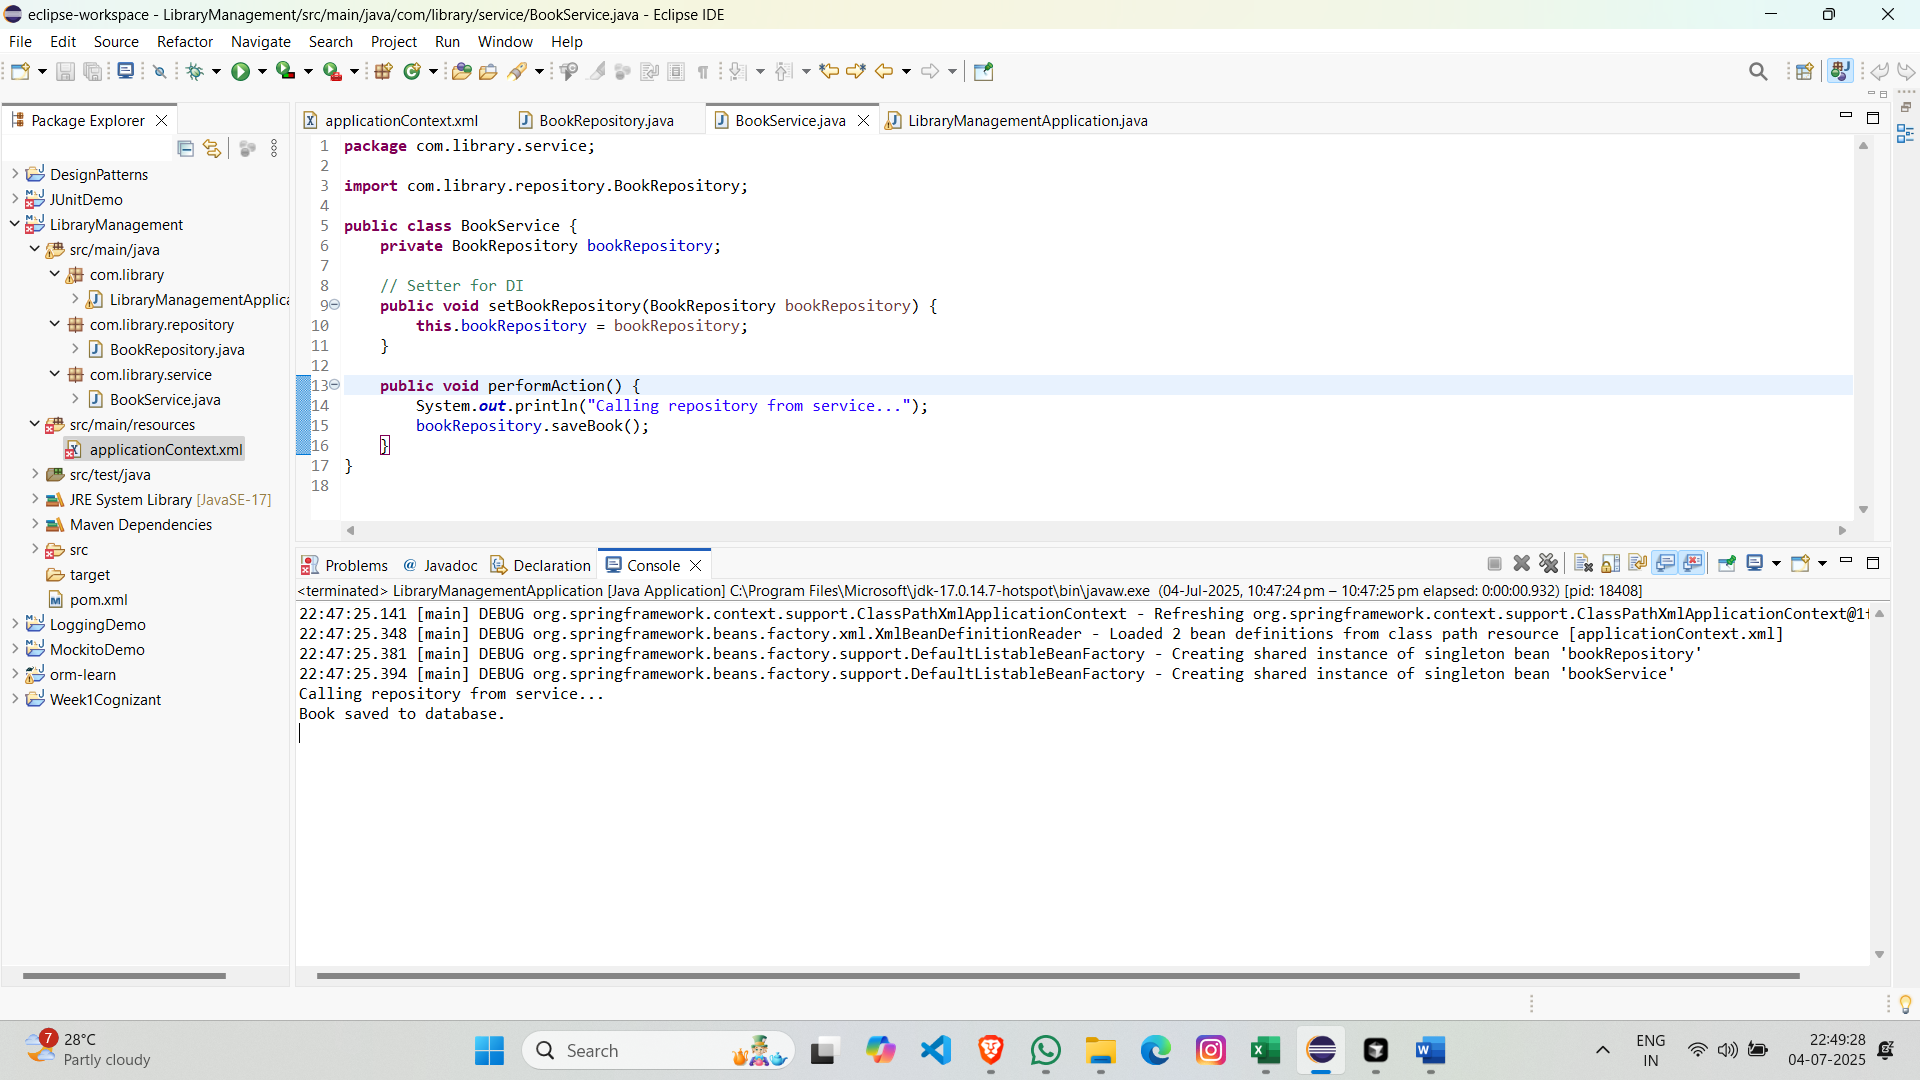 eclipse-workspace - LibraryManagement/src/main/java/com/library/service/BookService.java - Eclipse IDE
File Edit Source Refactor Navigate Search Project Run Window Help
Package Explorer
DesignPatterns
JUnitDemo
LibraryManagement
src/main/java
com.library
LibraryManagementApplica
com.library.repository
BookRepository.java
com.library.service
BookService.java
src/main/resources
applicationContext.xml
src/test/java
JRE System Library [JavaSE-17]
Maven Dependencies
src
target
pom.xml
LoggingDemo
MockitoDemo
orm-learn
Week1Cognizant
applicationContext.xml BookRepository.java BookService.java LibraryManagementApplication.java
1 package com.library.service;
2
3 import com.library.repository.BookRepository;
4
5 public class BookService {
6 private BookRepository bookRepository;
7
8 // Setter for DI
9 public void setBookRepository(BookRepository bookRepository) {
10 this.bookRepository = bookRepository;
11 }
12
13 public void performAction() {
14 System.out.println("Calling repository from service...");
15 bookRepository.saveBook();
16 }
17 }
18
Problems @ Javadoc Declaration Console
<terminated> LibraryManagementApplication [Java Application] C:\Program Files\Microsoft\jdk-17.0.14.7-hotspot\bin\javaw.exe (04-Jul-2025, 10:47:24 pm – 10:47:25 pm elapsed: 0:00:00.932) [pid: 18408]
22:47:25.141 [main] DEBUG org.springframework.context.support.ClassPathXmlApplicationContext - Refreshing org.springframework.context.support.ClassPathXmlApplicationContext@1f
22:47:25.348 [main] DEBUG org.springframework.beans.factory.xml.XmlBeanDefinitionReader - Loaded 2 bean definitions from class path resource [applicationContext.xml]
22:47:25.381 [main] DEBUG org.springframework.beans.factory.support.DefaultListableBeanFactory - Creating shared instance of singleton bean 'bookRepository'
22:47:25.394 [main] DEBUG org.springframework.beans.factory.support.DefaultListableBeanFactory - Creating shared instance of singleton bean 'bookService'
Calling repository from service...
Book saved to database.
7
28°C
Partly cloudy
Search
ENG
IN
22:49:28
04-07-2025